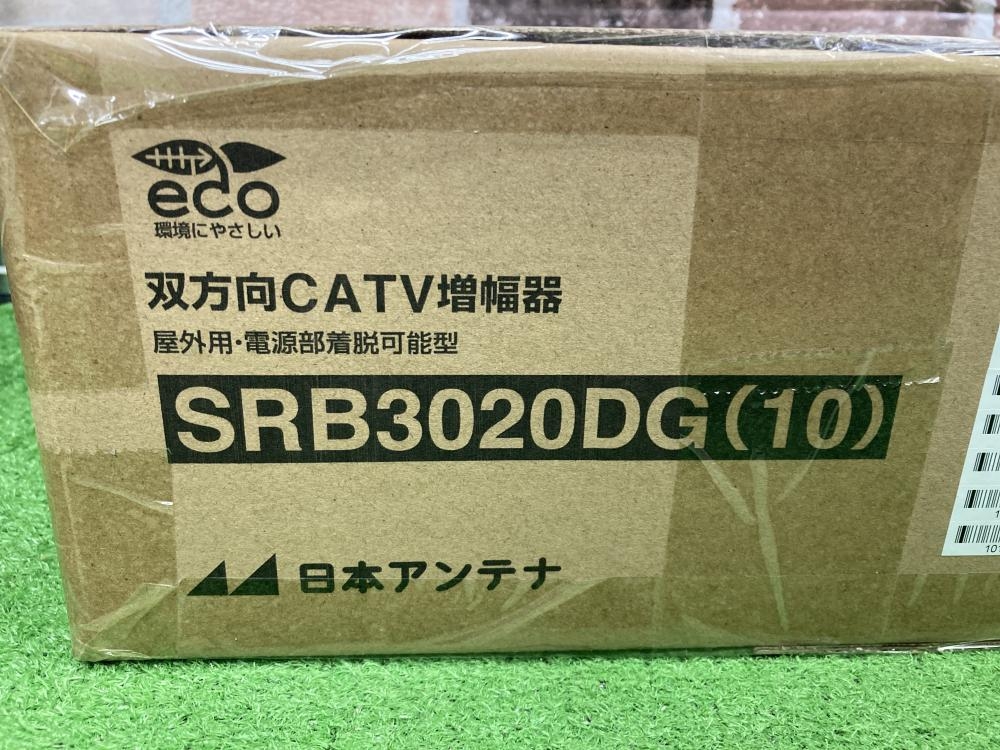 eco
環境にやさしい
双方向CATV増幅器
屋外用・電源部着脱可能型
SRB3020DG(10)
日本アンテナ